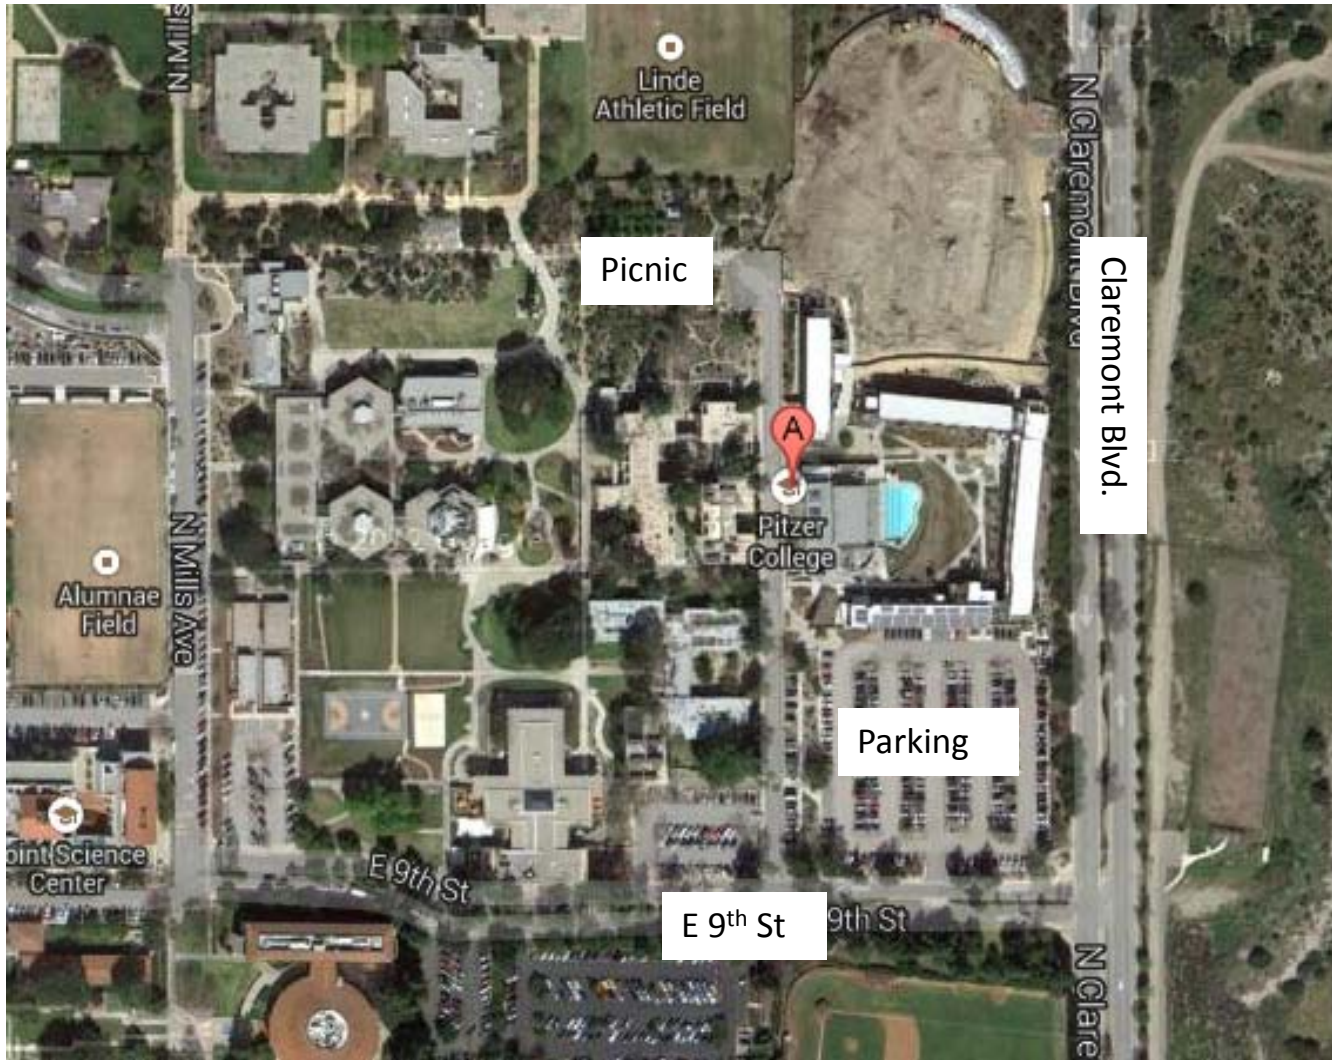 N Mills
Linde
Athletic Field
N Claremont Blvd
Picnic
Claremont Blvd.
A
Pitzer
College
N Mills Ave
Alumnae
Field
Parking
oint Science
Center
E 9th St
E 9th St
9th St
N Clare